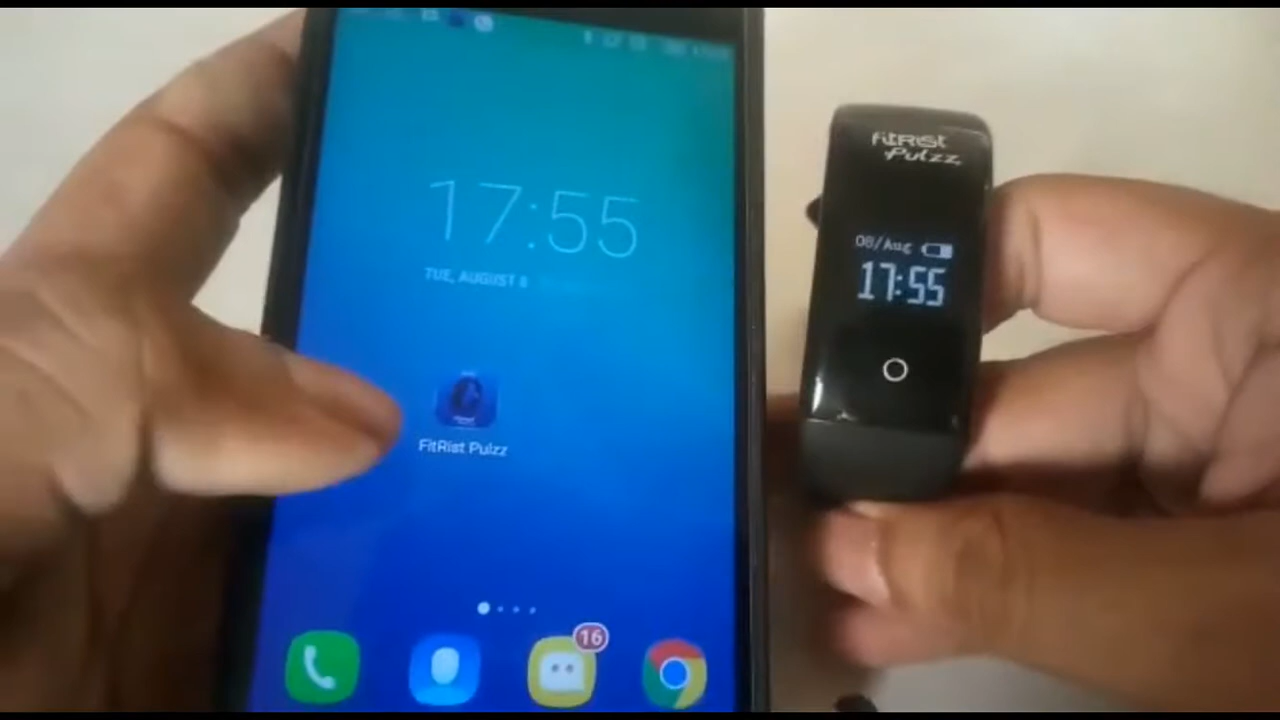 17:55
TUE, AUGUST 8
FitRist Pulzz
16
fitRist
Pulzz
08/Aug
17:55